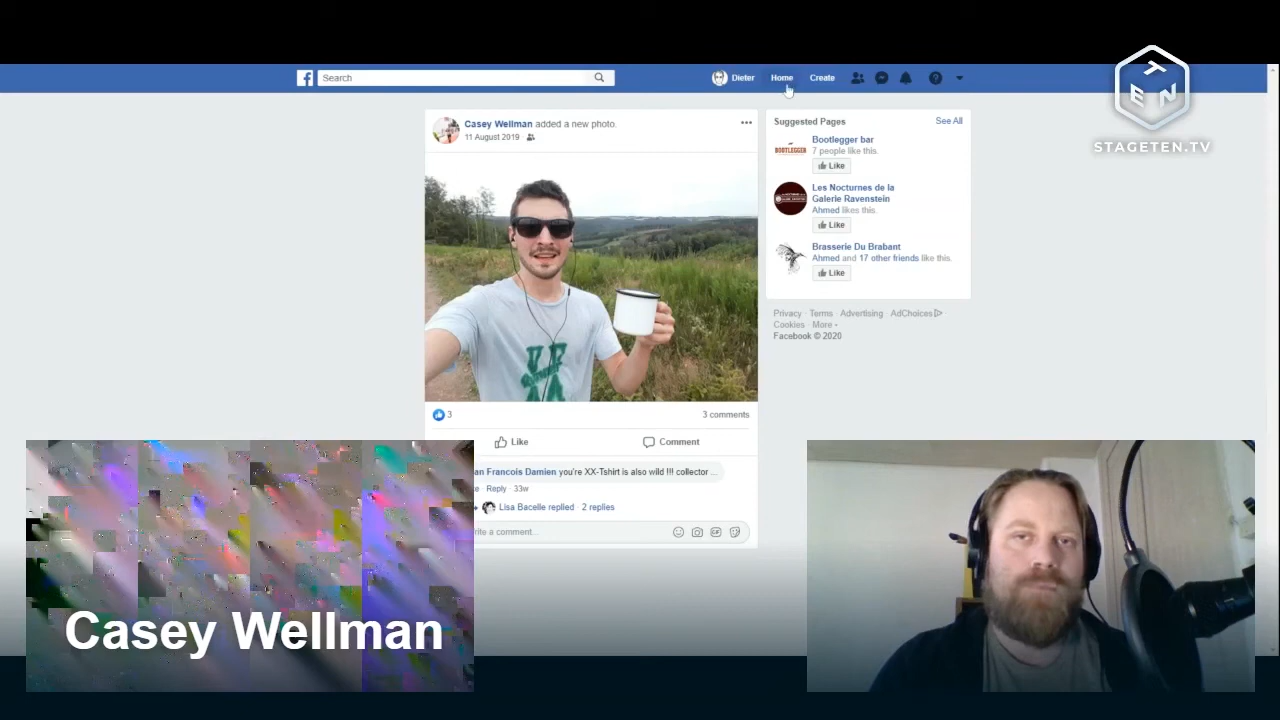 Search
Dieter
Home
Create
TEN
STAGETEN.TV
Casey Wellman added a new photo.
11 August 2019
3
3 comments
Like
Comment
an Francois Damien you're XX-Tshirt is also wild !!! collector ...
e · Reply · 33w
Lisa Bacelle replied · 2 replies
rite a comment...
Suggested Pages
See All
BOOTLEGGER
Bootlegger bar
7 people like this.
Like
Les Nocturnes de la
Galerie Ravenstein
Ahmed likes this.
Like
Brasserie Du Brabant
Ahmed and 17 other friends like this.
Like
Privacy · Terms · Advertising · AdChoices
Cookies · More
Facebook © 2020
Casey Wellman